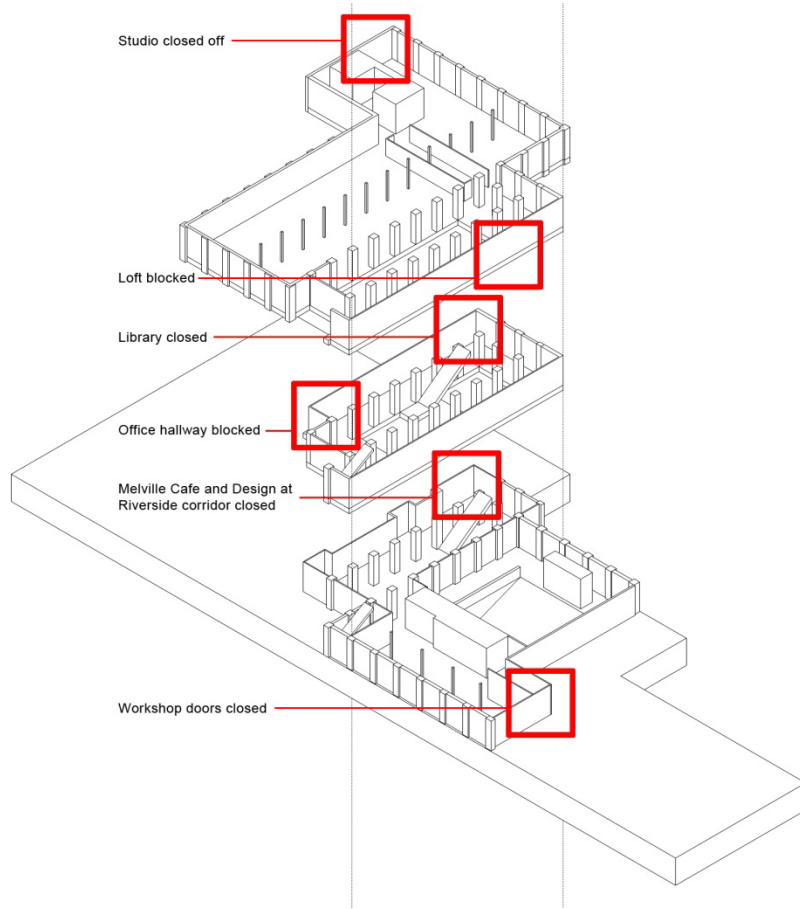 Studio closed off
Loft blocked
Library closed
Office hallway blocked
Melville Cafe and Design at
Riverside corridor closed
Workshop doors closed